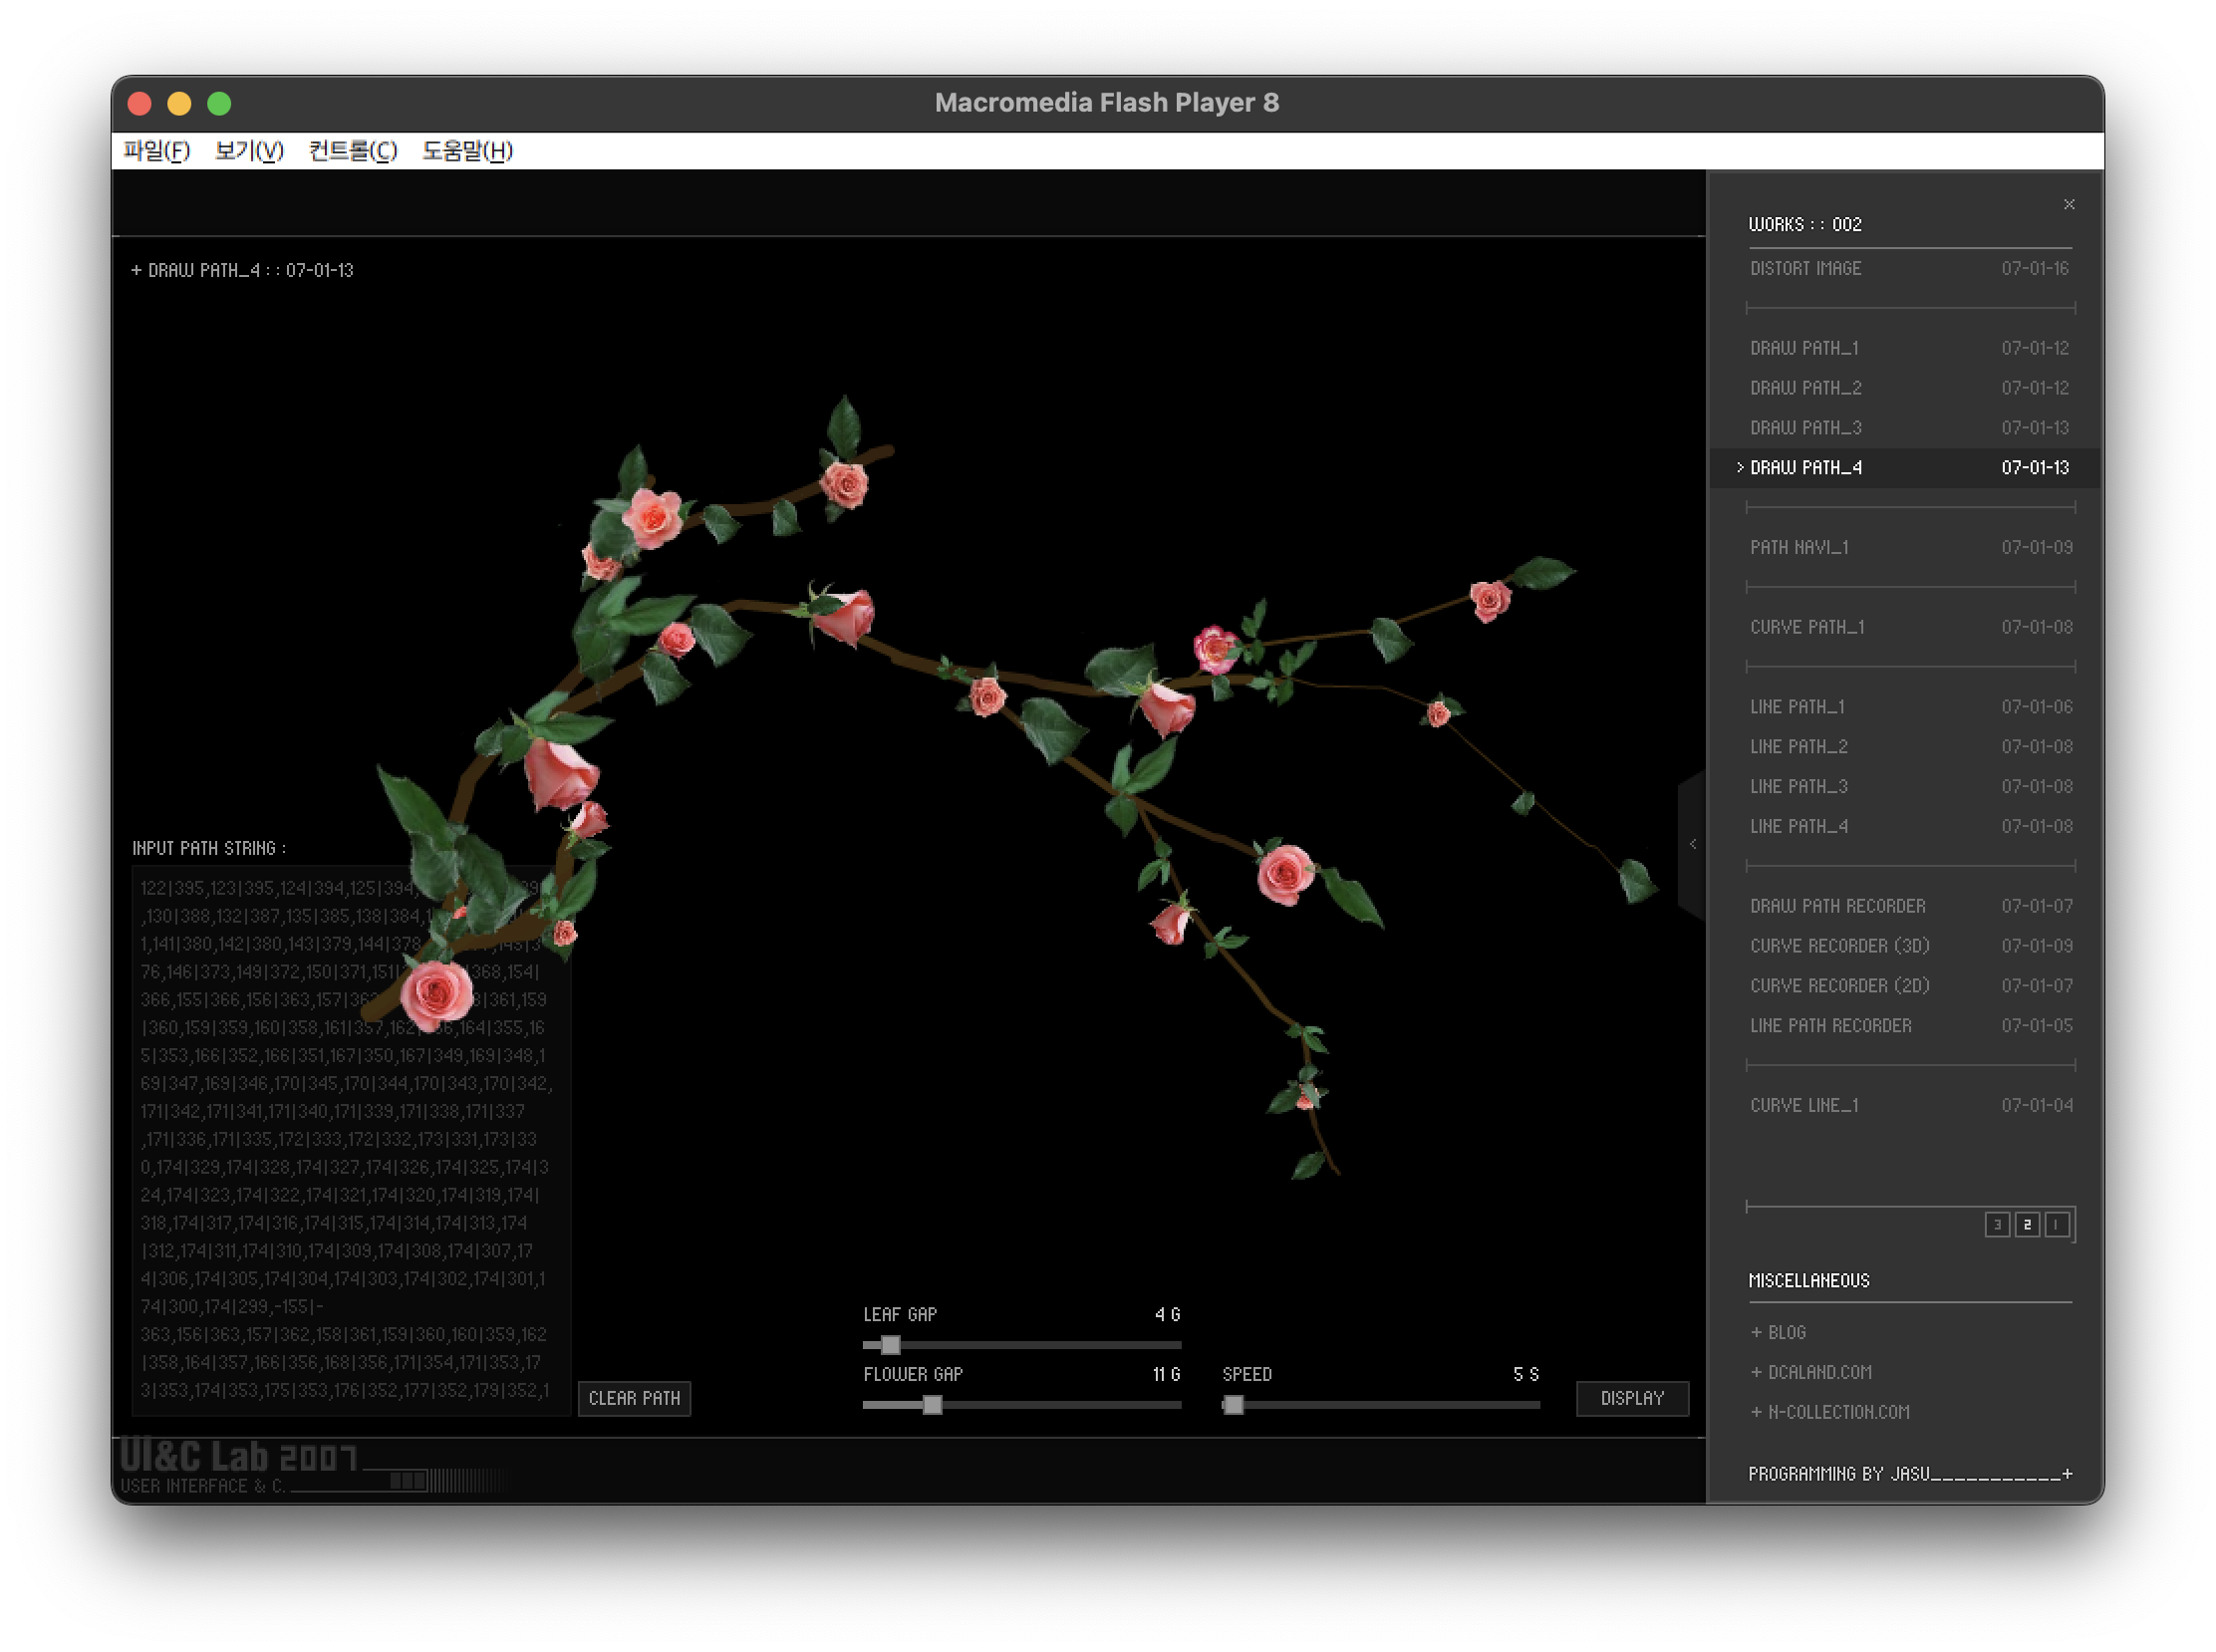 Macromedia Flash Player 8
파일(F) 보기(V) 컨트롤(C) 도움말(H)
+ DRAW PATH_4 :: 07-01-13
INPUT PATH STRING :
122|395,123|395,124|394,125|394,
,130|388,132|387,135|385,138|384,1
1,141|380,142|380,143|379,144|378
76,146|373,149|372,150|371,151| 368,154|
366,155|366,156|363,157|36 |361,159
|360,159|359,160|358,161|357,162| 6,164|355,16
5|353,166|352,166|351,167|350,167|349,169|348,1
69|347,169|346,170|345,170|344,170|343,170|342,
171|342,171|341,171|340,171|339,171|338,171|337
,171|336,171|335,172|333,172|332,173|331,173|33
0,174|329,174|328,174|327,174|326,174|325,174|3
24,174|323,174|322,174|321,174|320,174|319,174|
318,174|317,174|316,174|315,174|314,174|313,174
|312,174|311,174|310,174|309,174|308,174|307,17
4|306,174|305,174|304,174|303,174|302,174|301,1
74|300,174|299,-155|-
363,156|363,157|362,158|361,159|360,160|359,162
|358,164|357,166|356,168|356,171|354,171|353,17
3|353,174|353,175|353,176|352,177|352,179|352,1
CLEAR PATH
LEAF GAP 4 G
FLOWER GAP 11 G
SPEED 5 S
DISPLAY
UI&C Lab 2007
USER INTERFACE & C.
×
WORKS :: 002
DISTORT IMAGE 07-01-16
DRAW PATH_1 07-01-12
DRAW PATH_2 07-01-12
DRAW PATH_3 07-01-13
> DRAW PATH_4 07-01-13
PATH NAVI_1 07-01-09
CURVE PATH_1 07-01-08
LINE PATH_1 07-01-06
LINE PATH_2 07-01-08
LINE PATH_3 07-01-08
LINE PATH_4 07-01-08
<
DRAW PATH RECORDER 07-01-07
CURVE RECORDER (3D) 07-01-09
CURVE RECORDER (2D) 07-01-07
LINE PATH RECORDER 07-01-05
CURVE LINE_1 07-01-04
3 2 1
MISCELLANEOUS
+ BLOG
+ DCALAND.COM
+ N-COLLECTION.COM
PROGRAMMING BY JASU___________+